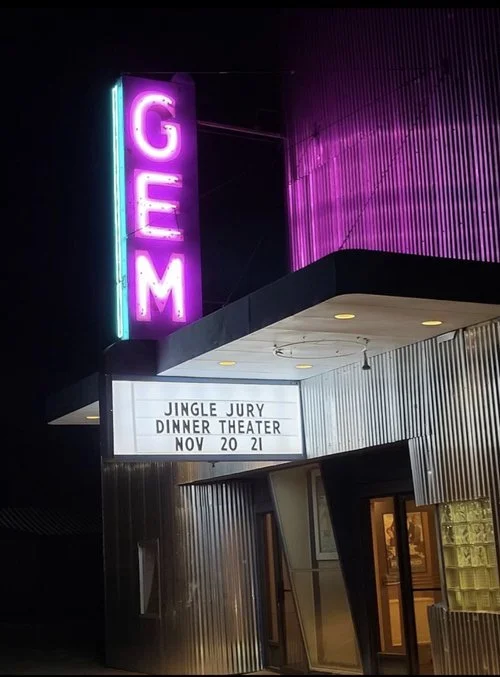 GEM
JINGLE JURY
DINNER THEATER
NOV 20 21